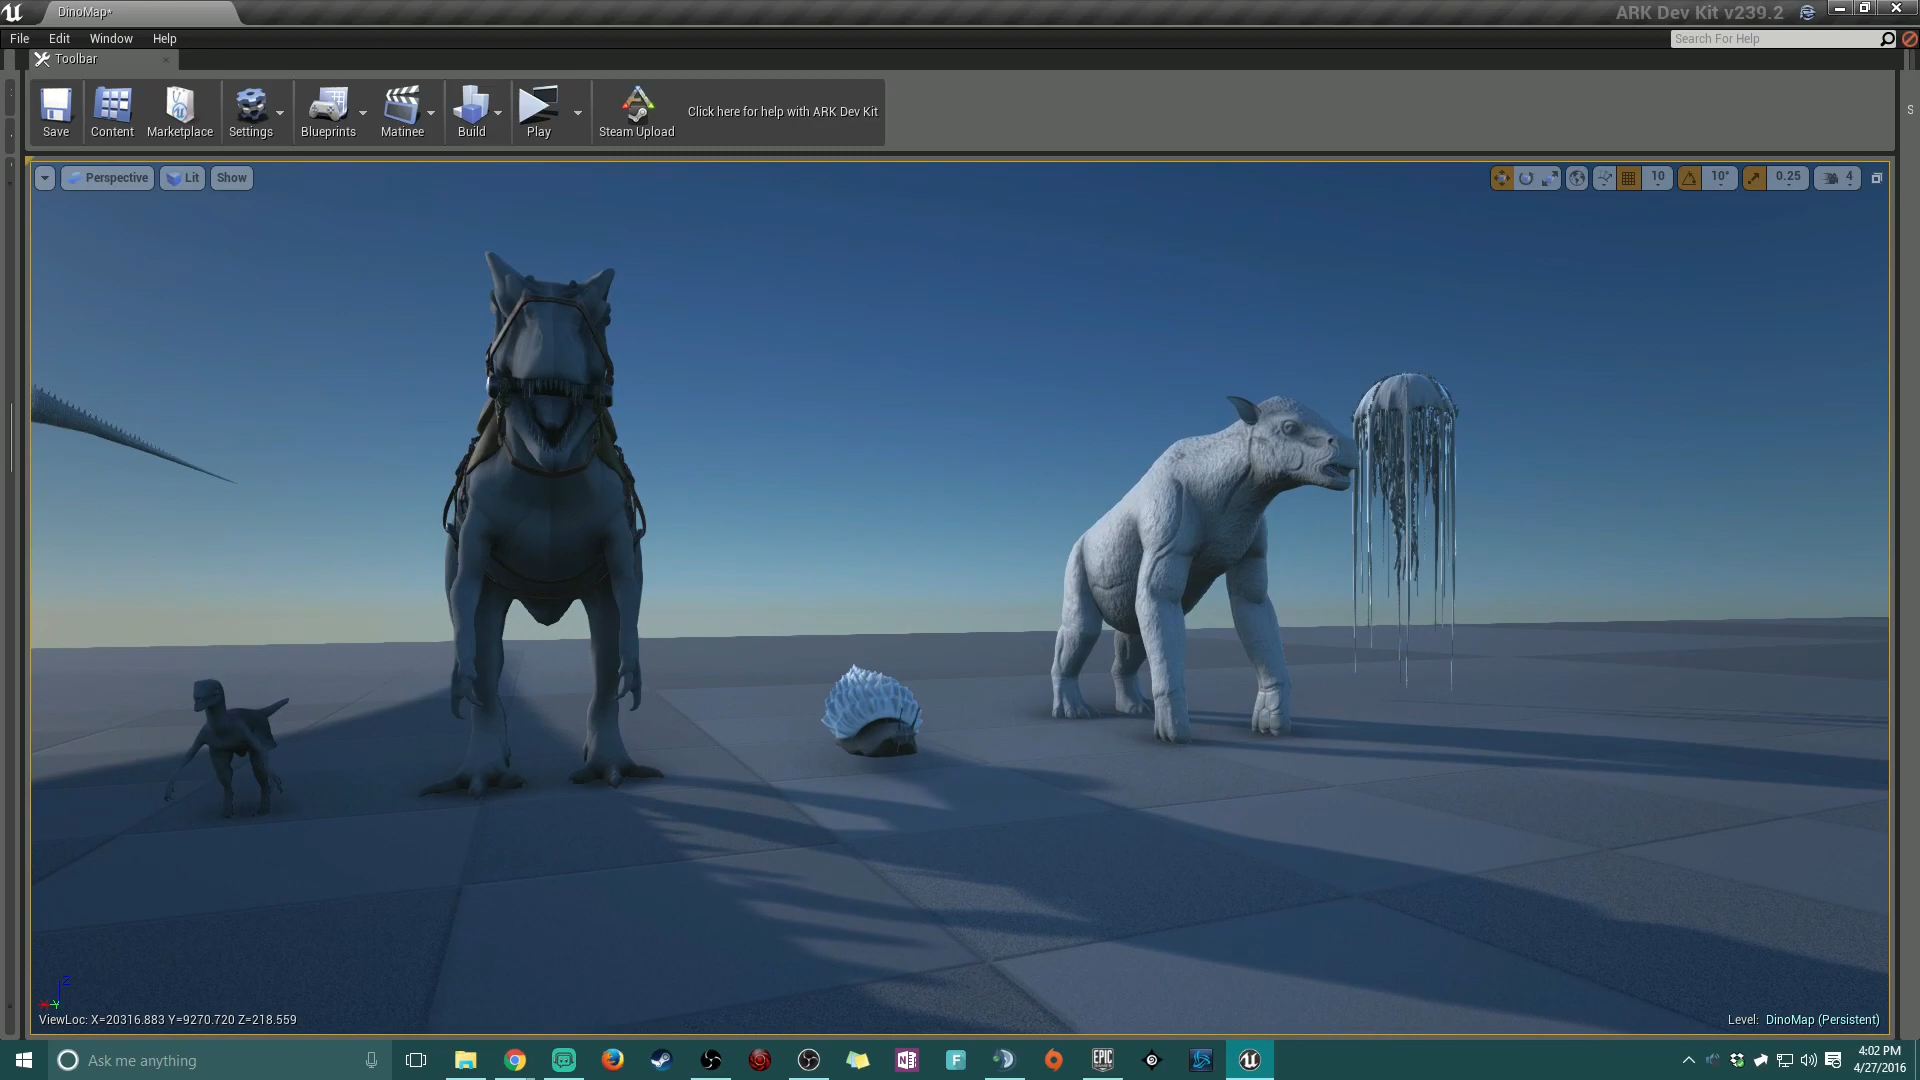 DinoMap*
ARK Dev Kit v239.2
File Edit Window Help
Search For Help
Toolbar
Save Content Marketplace Settings Blueprints Matinee Build Play Steam Upload Click here for help with ARK Dev Kit
S
Perspective Lit Show
10 10° 0.25 4
Z
X Y
ViewLoc: X=20316.883 Y=9270.720 Z=218.559
Level: DinoMap (Persistent)
Ask me anything
EPIC
4:02 PM
4/27/2016